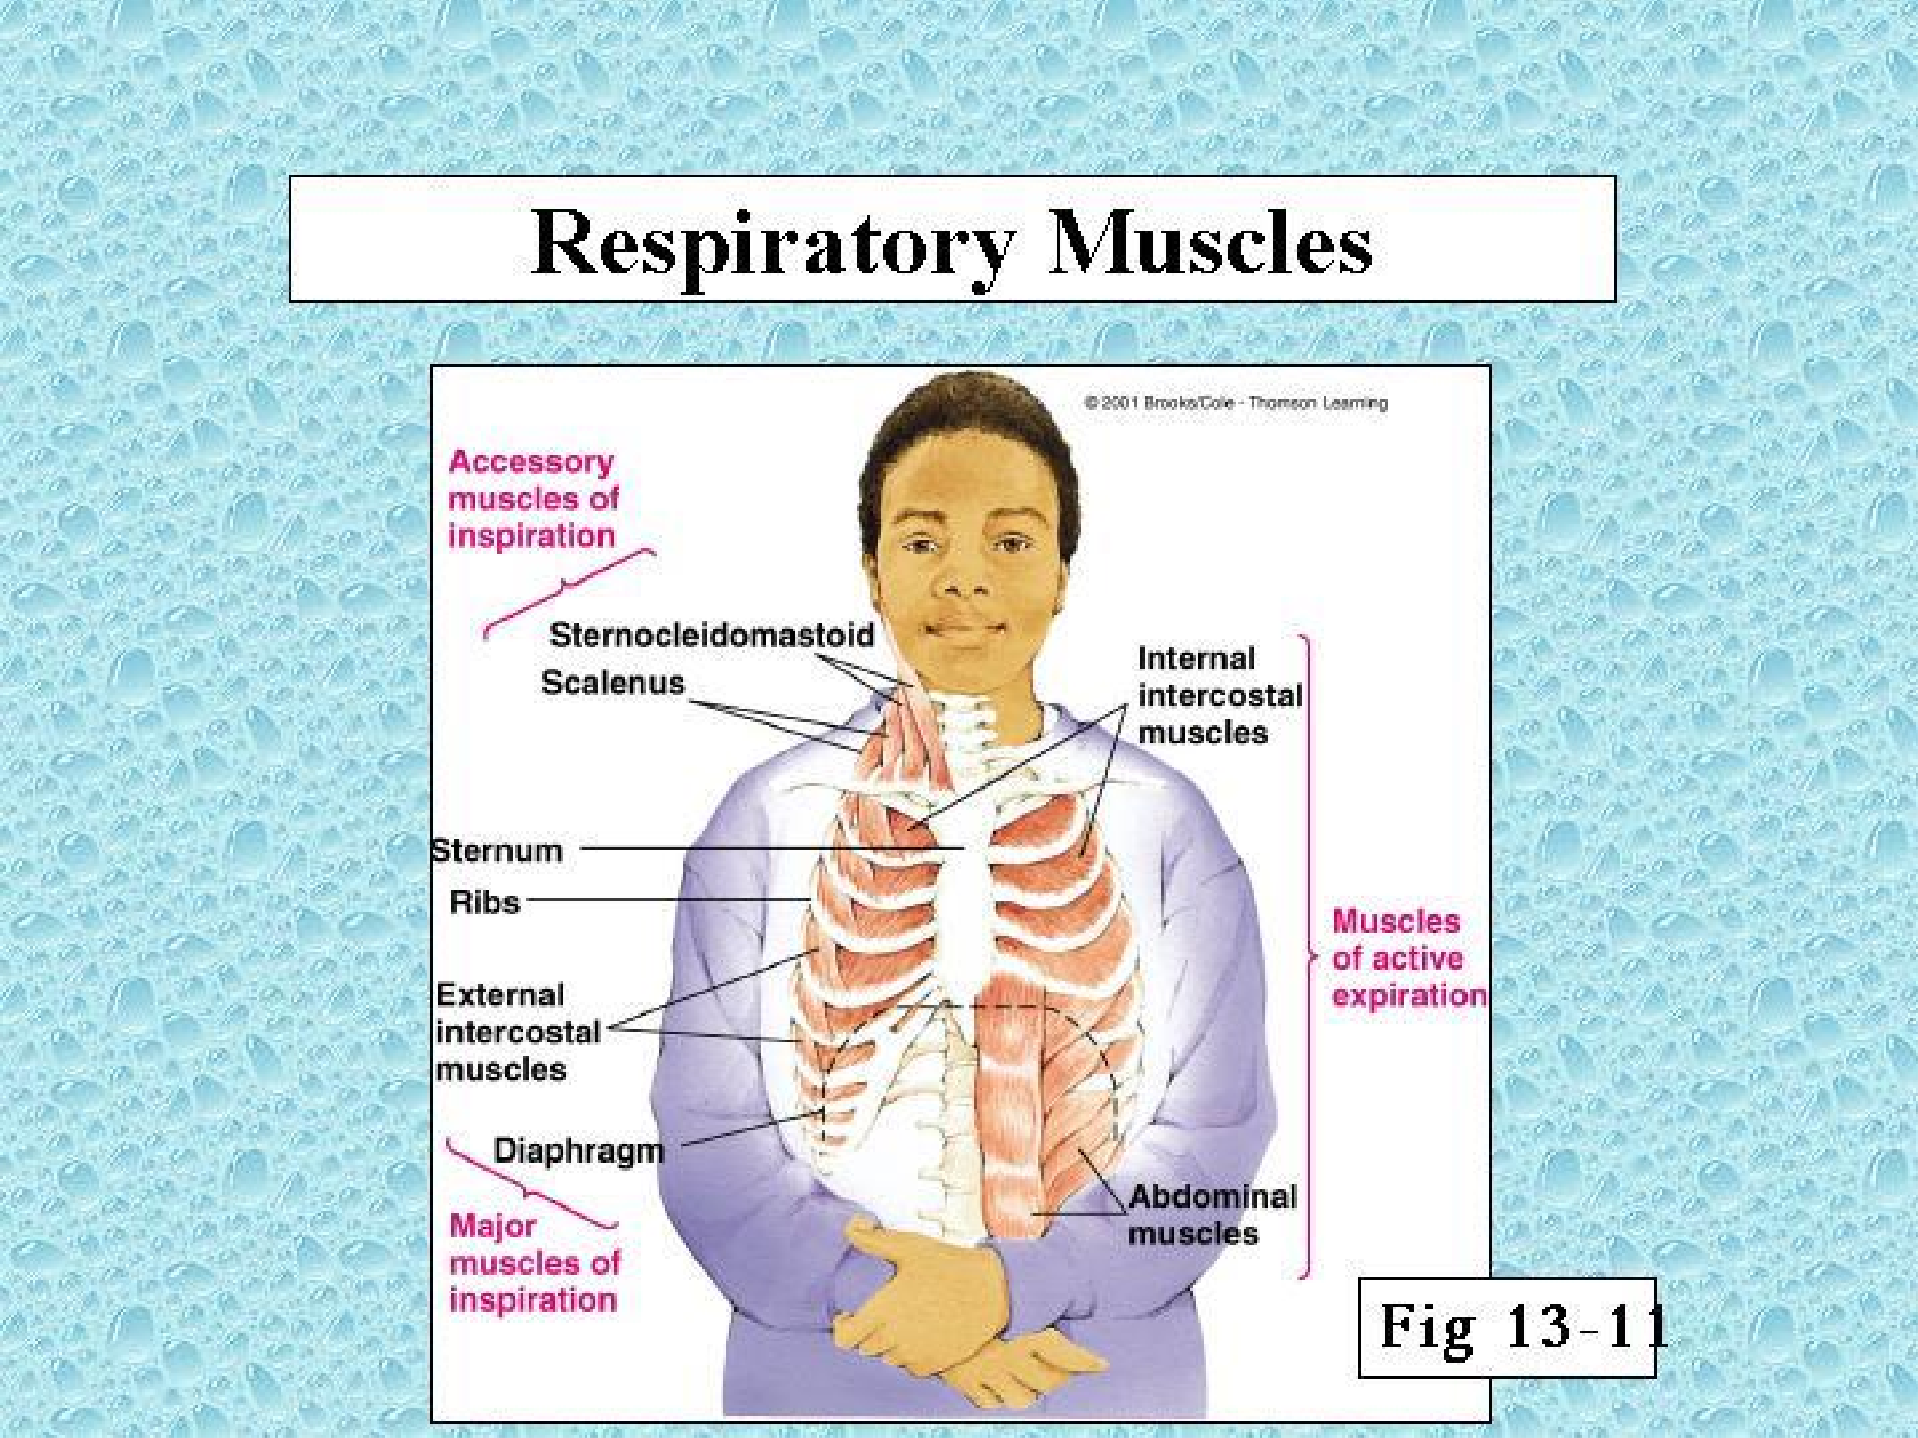 Respiratory Muscles
© 2001 Brooks/Cole - Thomson Learning
Accessory
muscles of
inspiration
Sternocleidomastoid
Scalenus
Internal
intercostal
muscles
Sternum
Ribs
Muscles
of active
expiration
External
intercostal
muscles
Diaphragm
Abdominal
muscles
Major
muscles of
inspiration
Fig 13-11